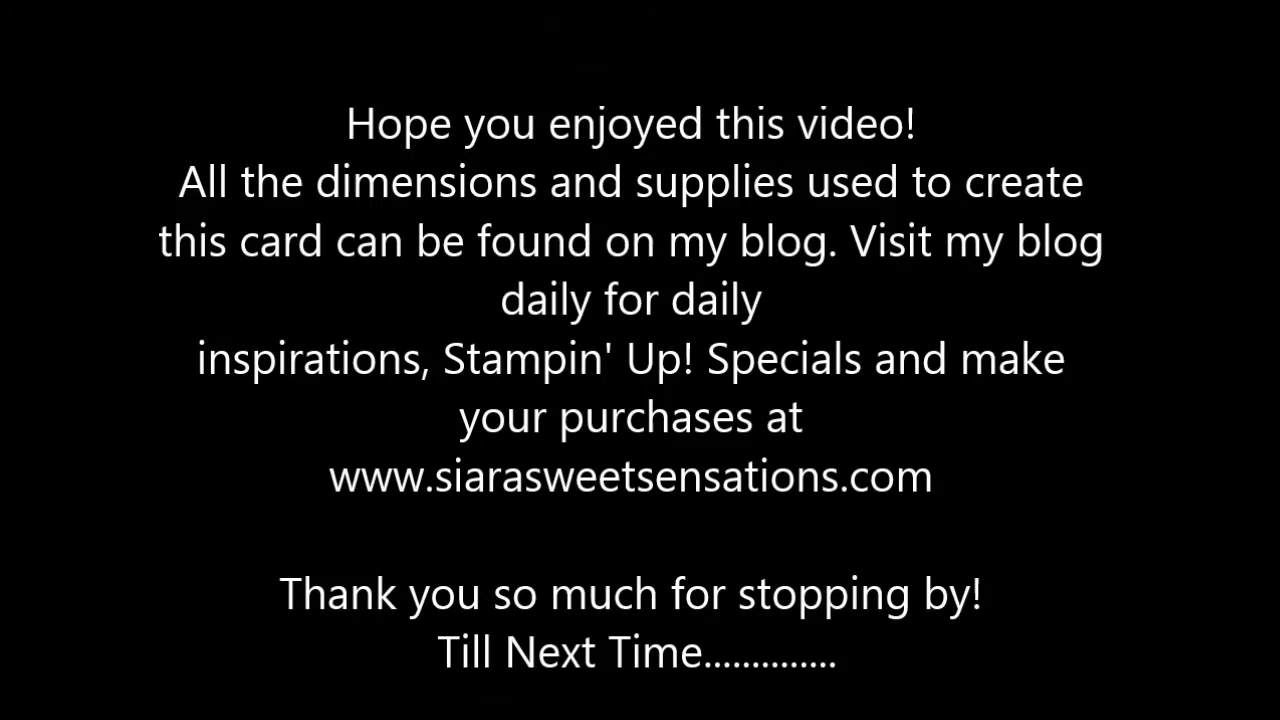 Hope you enjoyed this video!
All the dimensions and supplies used to create
this card can be found on my blog. Visit my blog
daily for daily
inspirations, Stampin' Up! Specials and make
your purchases at
www.siarasweetsensations.com
Thank you so much for stopping by!
Till Next Time..............